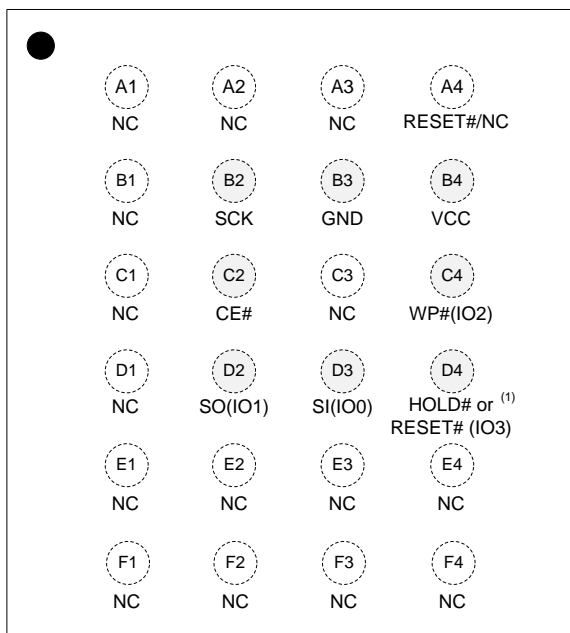 A1 A2 A3 A4
NC NC NC RESET#/NC
B1 B2 B3 B4
NC SCK GND VCC
C1 C2 C3 C4
NC CE# NC WP#(IO2)
D1 D2 D3 D4
NC SO(IO1) SI(IO0) HOLD# or (1)
RESET# (IO3)
E1 E2 E3 E4
NC NC NC NC
F1 F2 F3 F4
NC NC NC NC